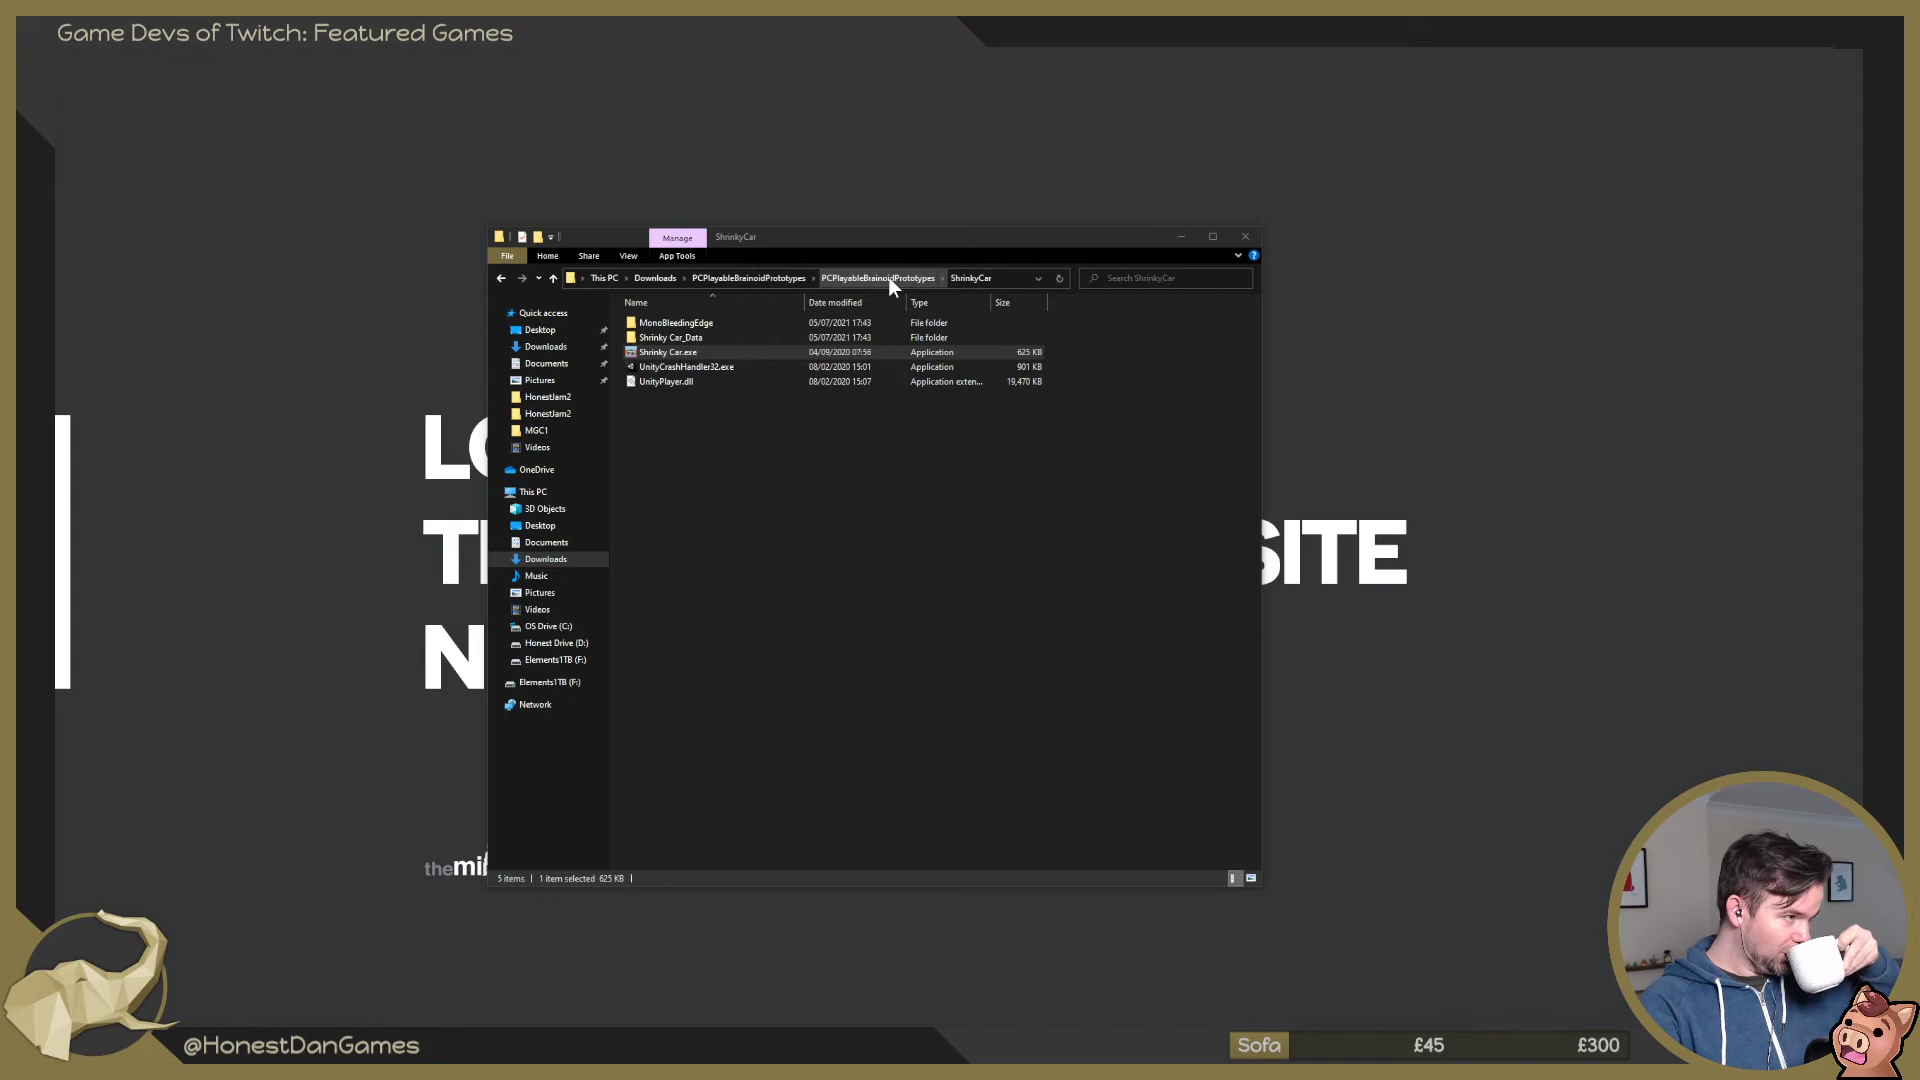 Game Devs of Twitch: Featured Games
Manage
ShrinkyCar
File
Home
Share
View
App Tools
This PC
Downloads
PCPlayableBrainoidPrototypes
PCPlayableBrainoidPrototypes
ShrinkyCar
Search ShrinkyCar
Name
Date modified
Type
Size
MonoBleedingEdge 05/07/2021 17:43 File folder
Shrinky Car_Data 05/07/2021 17:43 File folder
Shrinky Car.exe 04/09/2020 07:56 Application 625 KB
UnityCrashHandler32.exe 08/02/2020 15:01 Application 901 KB
UnityPlayer.dll 08/02/2020 15:07 Application exten... 19,470 KB
Quick access
Desktop
Downloads
Documents
Pictures
HonestJam2
HonestJam2
MGC1
Videos
OneDrive
This PC
3D Objects
Desktop
Documents
Downloads
Music
Pictures
Videos
OS Drive (C:)
Honest Drive (D:)
Elements1TB (F:)
Elements1TB (F:)
Network
SITE
5 items
1 item selected 625 KB
@HonestDanGames
Sofa £45 £300